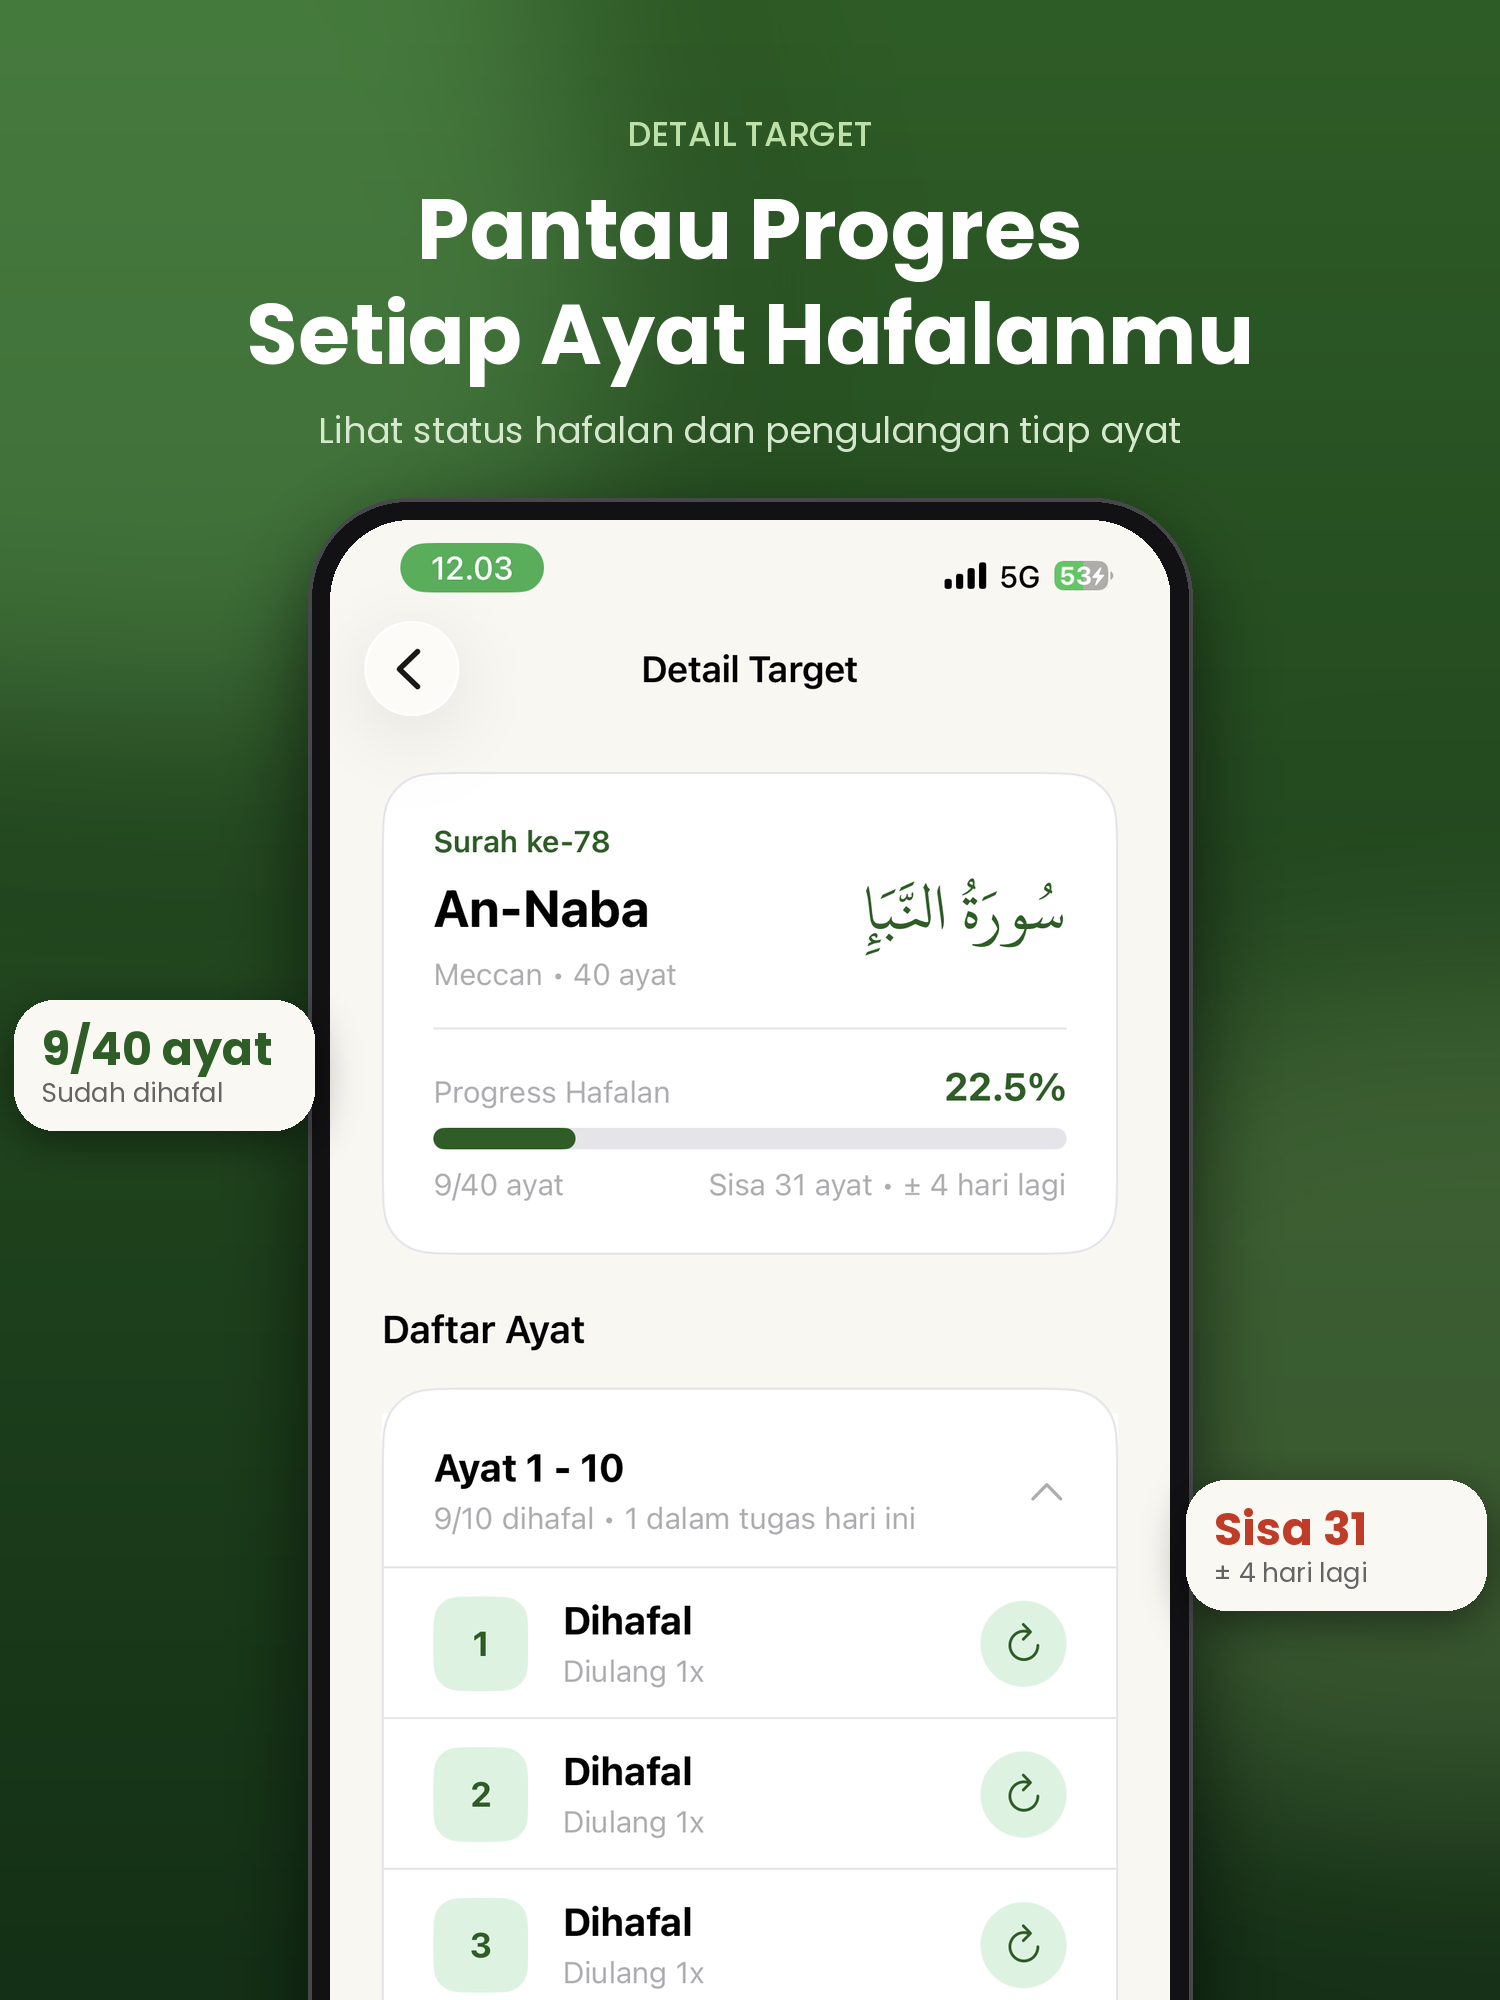 DETAIL TARGET
Pantau Progres
Setiap Ayat Hafalanmu
Lihat status hafalan dan pengulangan tiap ayat
12.03
5G
53
Detail Target
Surah ke-78
An-Naba
سُورَةُ النَّبَإِ
Meccan • 40 ayat
9/40 ayat
Sudah dihafal
Progress Hafalan
22.5%
9/40 ayat
Sisa 31 ayat • ± 4 hari lagi
Daftar Ayat
Ayat 1 - 10
9/10 dihafal • 1 dalam tugas hari ini
Sisa 31
± 4 hari lagi
1
Dihafal
Diulang 1x
2
Dihafal
Diulang 1x
3
Dihafal
Diulang 1x